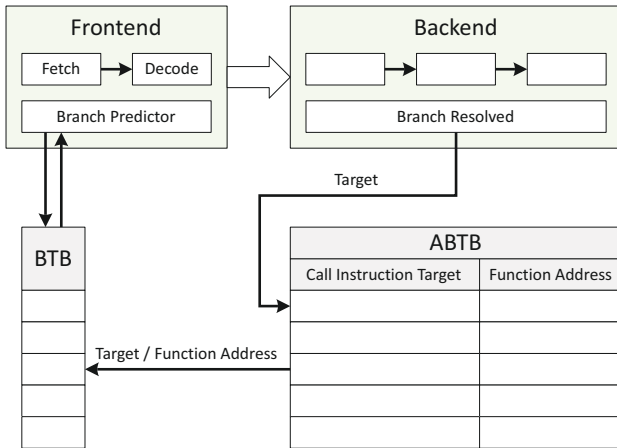 Frontend
Fetch
Decode
Branch Predictor
Backend
Branch Resolved
Target
BTB
ABTB
Call Instruction Target
Function Address
Target / Function Address